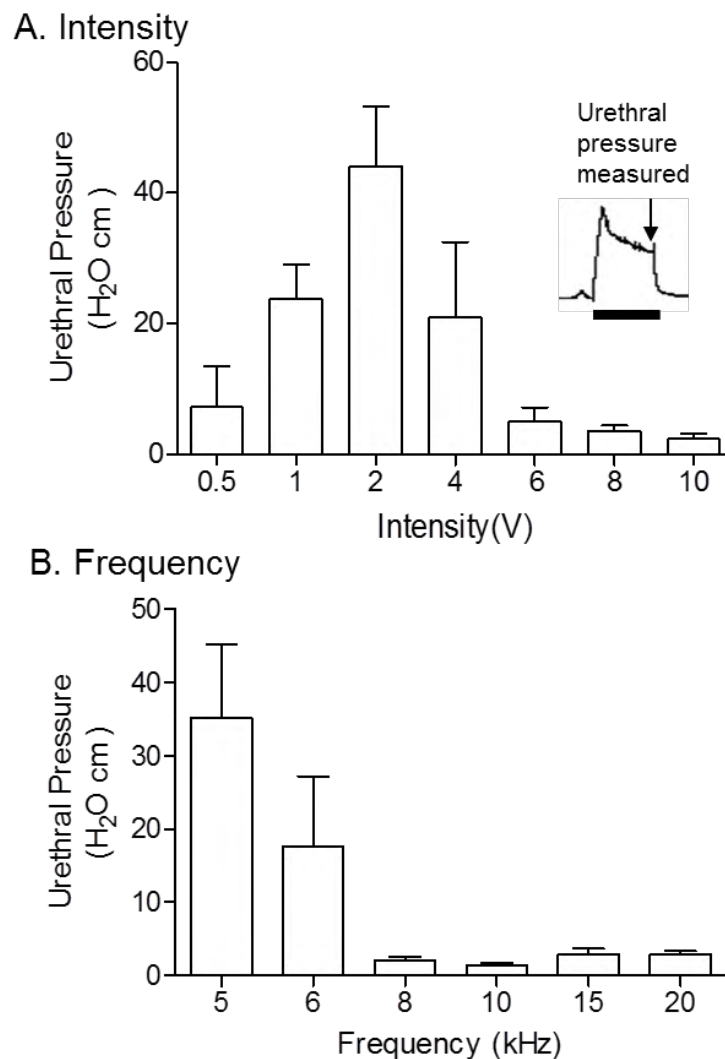 A. Intensity
60
40
20
0
Urethral Pressure
(H₂O cm )
Urethral
pressure
measured
0.5 1 2 4 6 8 10
Intensity(V)
B. Frequency
50
40
30
20
10
0
Urethral Pressure
(H₂O cm )
5 6 8 10 15 20
Frequency (kHz)